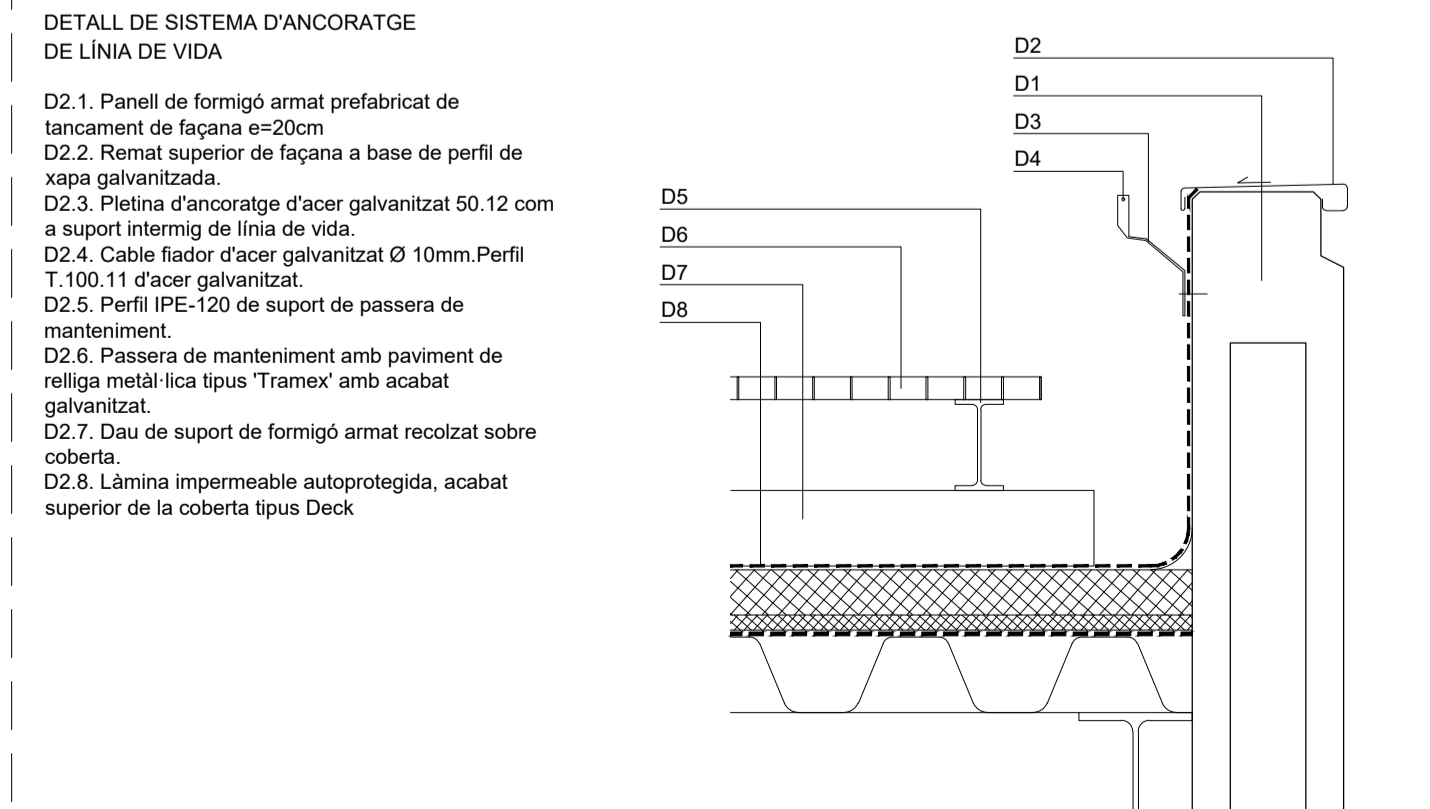 DETALL DE SISTEMA D'ANCORATGE
DE LÍNIA DE VIDA
D2.1. Panell de formigó armat prefabricat de
tancament de façana e=20cm
D2.2. Remat superior de façana a base de perfil de
xapa galvanitzada.
D2.3. Pletina d'ancoratge d'acer galvanitzat 50.12 com
a suport intermig de línia de vida.
D2.4. Cable fiador d'acer galvanitzat Ø 10mm.Perfil
T.100.11 d'acer galvanitzat.
D2.5. Perfil IPE-120 de suport de passera de
manteniment.
D2.6. Passera de manteniment amb paviment de
relliga metàl·lica tipus 'Tramex' amb acabat
galvanitzat.
D2.7. Dau de suport de formigó armat recolzat sobre
coberta.
D2.8. Làmina impermeable autoprotegida, acabat
superior de la coberta tipus Deck
D2
D1
D3
D4
D5
D6
D7
D8